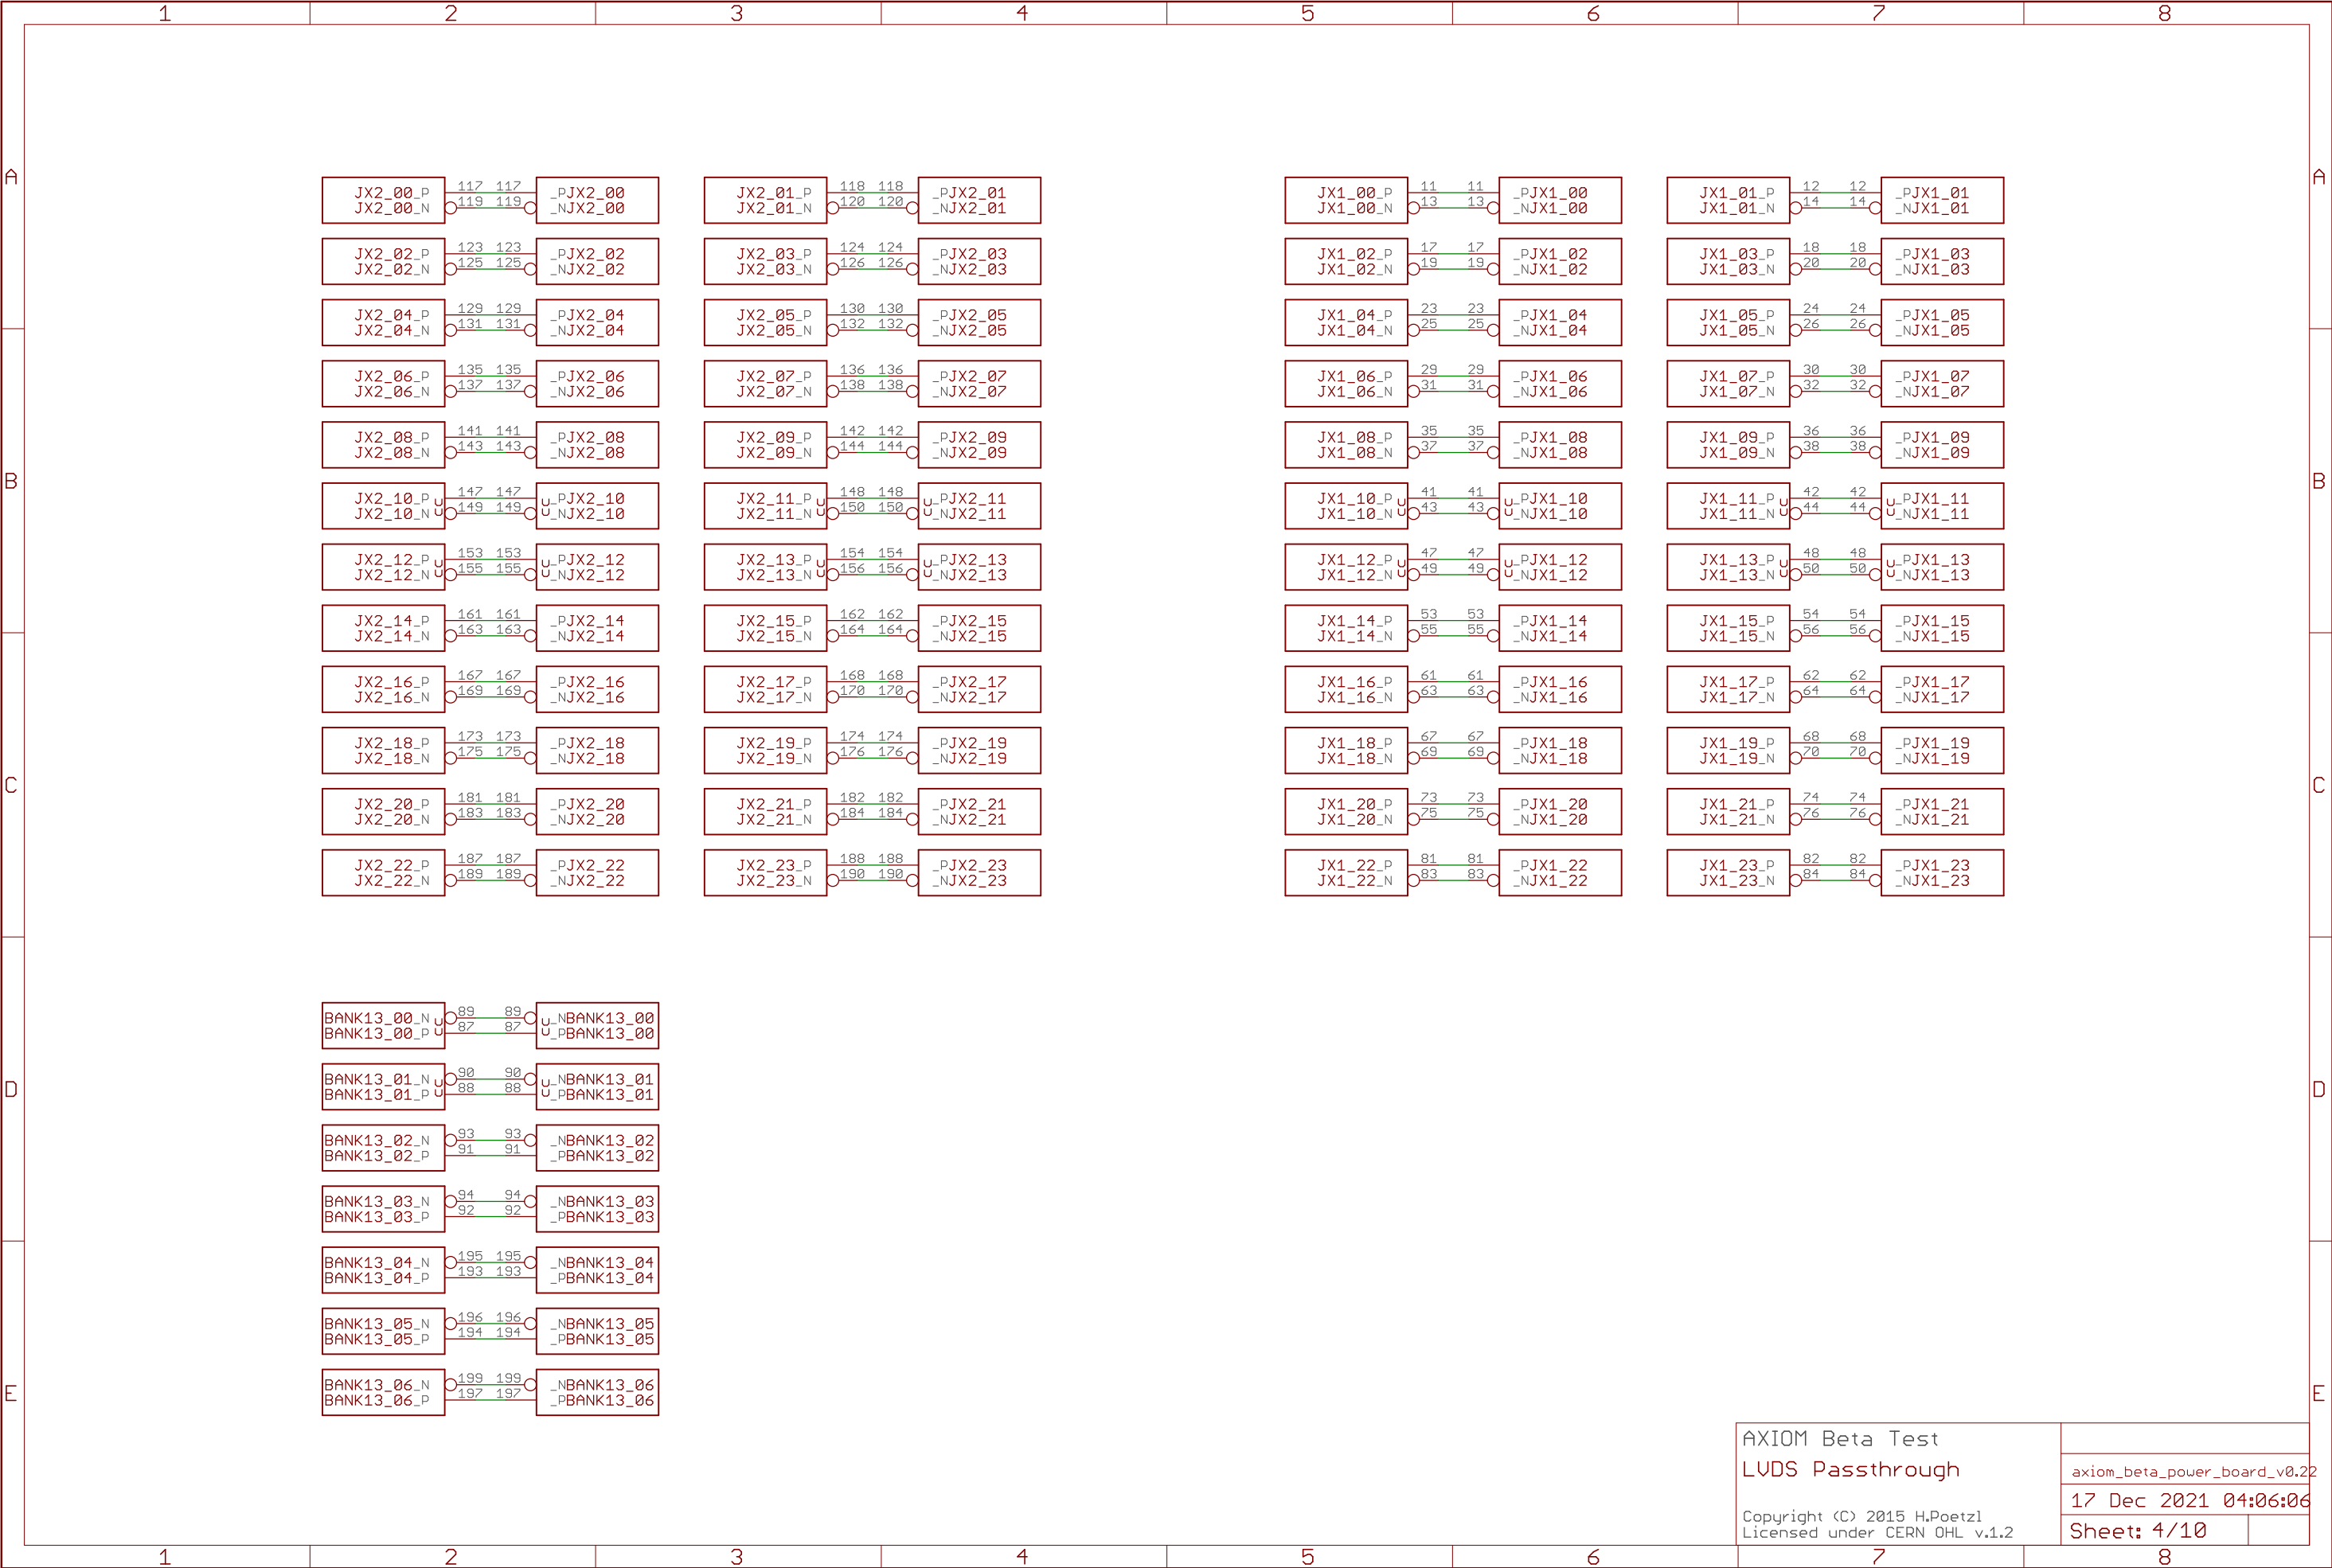 1 2 3 4 5 6 7 8
A A
JX2_00_P 117 117 _PJX2_00 JX2_01_P 118 118 _PJX2_01 JX1_00_P 11 11 _PJX1_00 JX1_01_P 12 12 _PJX1_01
JX2_00_N 119 119 _NJX2_00 JX2_01_N 120 120 _NJX2_01 JX1_00_N 13 13 _NJX1_00 JX1_01_N 14 14 _NJX1_01
JX2_02_P 123 123 _PJX2_02 JX2_03_P 124 124 _PJX2_03 JX1_02_P 17 17 _PJX1_02 JX1_03_P 18 18 _PJX1_03
JX2_02_N 125 125 _NJX2_02 JX2_03_N 126 126 _NJX2_03 JX1_02_N 19 19 _NJX1_02 JX1_03_N 20 20 _NJX1_03
JX2_04_P 129 129 _PJX2_04 JX2_05_P 130 130 _PJX2_05 JX1_04_P 23 23 _PJX1_04 JX1_05_P 24 24 _PJX1_05
JX2_04_N 131 131 _NJX2_04 JX2_05_N 132 132 _NJX2_05 JX1_04_N 25 25 _NJX1_04 JX1_05_N 26 26 _NJX1_05
JX2_06_P 135 135 _PJX2_06 JX2_07_P 136 136 _PJX2_07 JX1_06_P 29 29 _PJX1_06 JX1_07_P 30 30 _PJX1_07
JX2_06_N 137 137 _NJX2_06 JX2_07_N 138 138 _NJX2_07 JX1_06_N 31 31 _NJX1_06 JX1_07_N 32 32 _NJX1_07
JX2_08_P 141 141 _PJX2_08 JX2_09_P 142 142 _PJX2_09 JX1_08_P 35 35 _PJX1_08 JX1_09_P 36 36 _PJX1_09
JX2_08_N 143 143 _NJX2_08 JX2_09_N 144 144 _NJX2_09 JX1_08_N 37 37 _NJX1_08 JX1_09_N 38 38 _NJX1_09
B B
JX2_10_P U 147 147 U _PJX2_10 JX2_11_P U 148 148 U _PJX2_11 JX1_10_P U 41 41 U _PJX1_10 JX1_11_P U 42 42 U _PJX1_11
JX2_10_N U 149 149 U _NJX2_10 JX2_11_N U 150 150 U _NJX2_11 JX1_10_N U 43 43 U _NJX1_10 JX1_11_N U 44 44 U _NJX1_11
JX2_12_P U 153 153 U _PJX2_12 JX2_13_P U 154 154 U _PJX2_13 JX1_12_P U 47 47 U _PJX1_12 JX1_13_P U 48 48 U _PJX1_13
JX2_12_N U 155 155 U _NJX2_12 JX2_13_N U 156 156 U _NJX2_13 JX1_12_N U 49 49 U _NJX1_12 JX1_13_N U 50 50 U _NJX1_13
JX2_14_P 161 161 _PJX2_14 JX2_15_P 162 162 _PJX2_15 JX1_14_P 53 53 _PJX1_14 JX1_15_P 54 54 _PJX1_15
JX2_14_N 163 163 _NJX2_14 JX2_15_N 164 164 _NJX2_15 JX1_14_N 55 55 _NJX1_14 JX1_15_N 56 56 _NJX1_15
JX2_16_P 167 167 _PJX2_16 JX2_17_P 168 168 _PJX2_17 JX1_16_P 61 61 _PJX1_16 JX1_17_P 62 62 _PJX1_17
JX2_16_N 169 169 _NJX2_16 JX2_17_N 170 170 _NJX2_17 JX1_16_N 63 63 _NJX1_16 JX1_17_N 64 64 _NJX1_17
JX2_18_P 173 173 _PJX2_18 JX2_19_P 174 174 _PJX2_19 JX1_18_P 67 67 _PJX1_18 JX1_19_P 68 68 _PJX1_19
JX2_18_N 175 175 _NJX2_18 JX2_19_N 176 176 _NJX2_19 JX1_18_N 69 69 _NJX1_18 JX1_19_N 70 70 _NJX1_19
C C
JX2_20_P 181 181 _PJX2_20 JX2_21_P 182 182 _PJX2_21 JX1_20_P 73 73 _PJX1_20 JX1_21_P 74 74 _PJX1_21
JX2_20_N 183 183 _NJX2_20 JX2_21_N 184 184 _NJX2_21 JX1_20_N 75 75 _NJX1_20 JX1_21_N 76 76 _NJX1_21
JX2_22_P 187 187 _PJX2_22 JX2_23_P 188 188 _PJX2_23 JX1_22_P 81 81 _PJX1_22 JX1_23_P 82 82 _PJX1_23
JX2_22_N 189 189 _NJX2_22 JX2_23_N 190 190 _NJX2_23 JX1_22_N 83 83 _NJX1_22 JX1_23_N 84 84 _NJX1_23
BANK13_00_N U 89 89 U _NBANK13_00
BANK13_00_P U 87 87 U _PBANK13_00
BANK13_01_N U 90 90 U _NBANK13_01
D D
BANK13_01_P U 88 88 U _PBANK13_01
BANK13_02_N 93 93 _NBANK13_02
BANK13_02_P 91 91 _PBANK13_02
BANK13_03_N 94 94 _NBANK13_03
BANK13_03_P 92 92 _PBANK13_03
BANK13_04_N 195 195 _NBANK13_04
BANK13_04_P 193 193 _PBANK13_04
BANK13_05_N 196 196 _NBANK13_05
BANK13_05_P 194 194 _PBANK13_05
BANK13_06_N 199 199 _NBANK13_06
E E
BANK13_06_P 197 197 _PBANK13_06
AXIOM Beta Test
LVDS Passthrough
axiom_beta_power_board_v0.22
17 Dec 2021 04:06:06
Copyright (C) 2015 H.Poetzl
Licensed under CERN OHL v.1.2
Sheet: 4/10
1 2 3 4 5 6 7 8